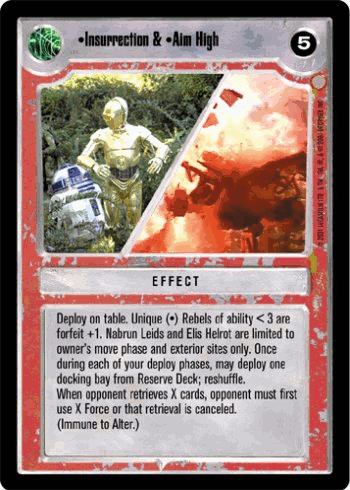 •Insurrection & •Aim High
5
EFFECT
Deploy on table. Unique (•) Rebels of ability < 3 are
forfeit +1. Nabrun Leids and Elis Helrot are limited to
owner's move phase and exterior sites only. Once
during each of your deploy phases, may deploy one
docking bay from Reserve Deck; reshuffle.
When opponent retrieves X cards, opponent must first
use X Force or that retrieval is canceled.
(Immune to Alter.)